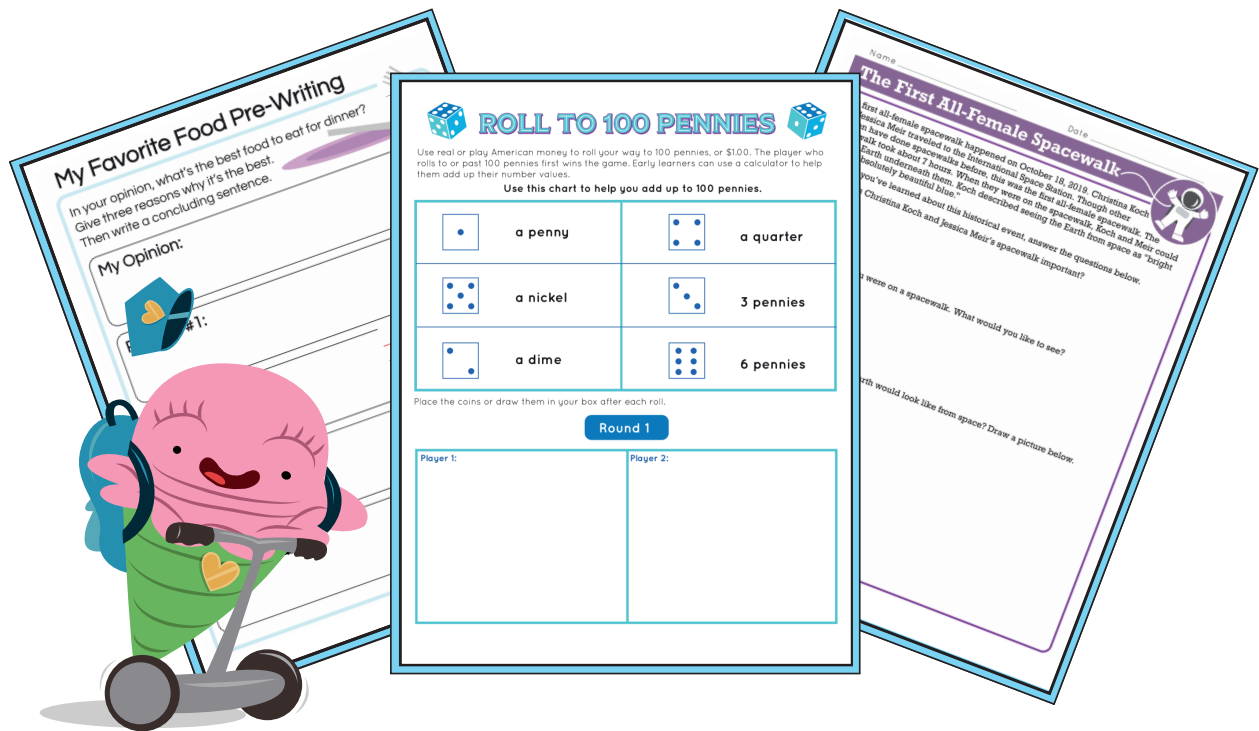 My Favorite Food Pre-Writing
In your opinion, what's the best food to eat for dinner?
Give three reasons why it's the best.
Then write a concluding sentence.
My Opinion:
#1:
ROLL TO 100 PENNIES
Use real or play American money to roll your way to 100 pennies, or $1.00. The player who
rolls to or past 100 pennies first wins the game. Early learners can use a calculator to help
them add up their number values.
Use this chart to help you add up to 100 pennies.
a penny
a quarter
a nickel
3 pennies
a dime
6 pennies
Place the coins or draw them in your box after each roll.
Round 1
Player 1:
Player 2:
Name
Date
The First All-Female Spacewalk
first all-female spacewalk happened on October 18, 2019. Christina Koch
Jessica Meir traveled to the International Space Station. Though other
have done spacewalks before, this was the first all-female spacewalk. The
walk took about 7 hours. When they were on the spacewalk, Koch and Meir could
Earth underneath them. Koch described seeing the Earth from space as "bright
beautiful blue."
you've learned about this historical event, answer the questions below.
Christina Koch and Jessica Meir's spacewalk important?
were on a spacewalk. What would you like to see?
would look like from space? Draw a picture below.